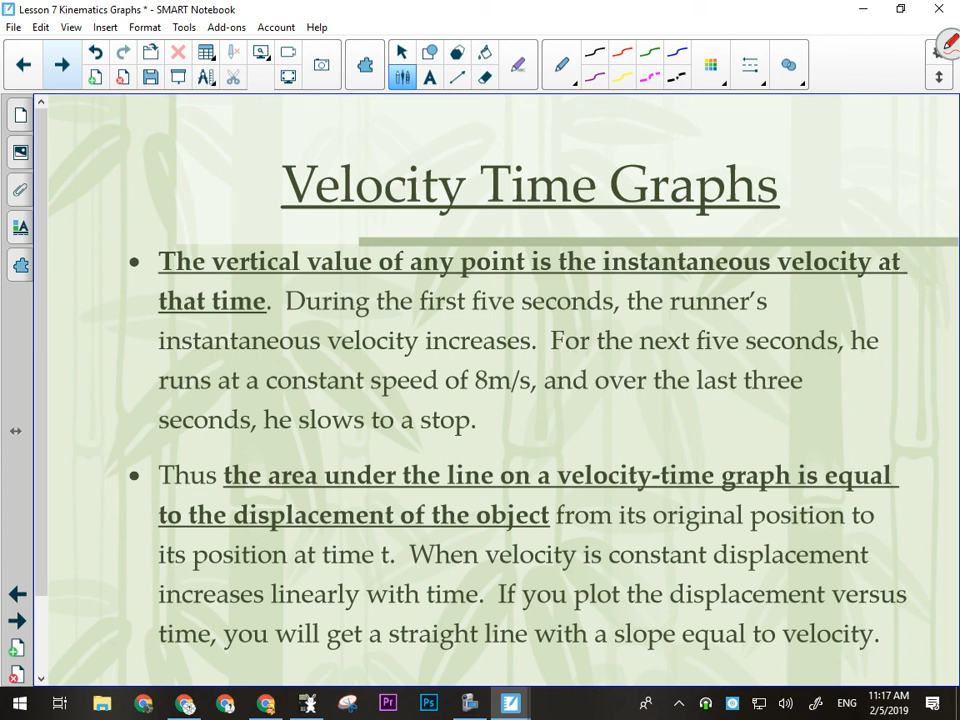 Lesson 7 Kinematics Graphs * - SMART Notebook
File Edit View Insert Format Tools Add-ons Account Help
Velocity Time Graphs
• The vertical value of any point is the instantaneous velocity at
that time. During the first five seconds, the runner’s
instantaneous velocity increases. For the next five seconds, he
runs at a constant speed of 8m/s, and over the last three
seconds, he slows to a stop.
• Thus the area under the line on a velocity-time graph is equal
to the displacement of the object from its original position to
its position at time t. When velocity is constant displacement
increases linearly with time. If you plot the displacement versus
time, you will get a straight line with a slope equal to velocity.
Pr Ps ENG
11:17 AM
2/5/2019